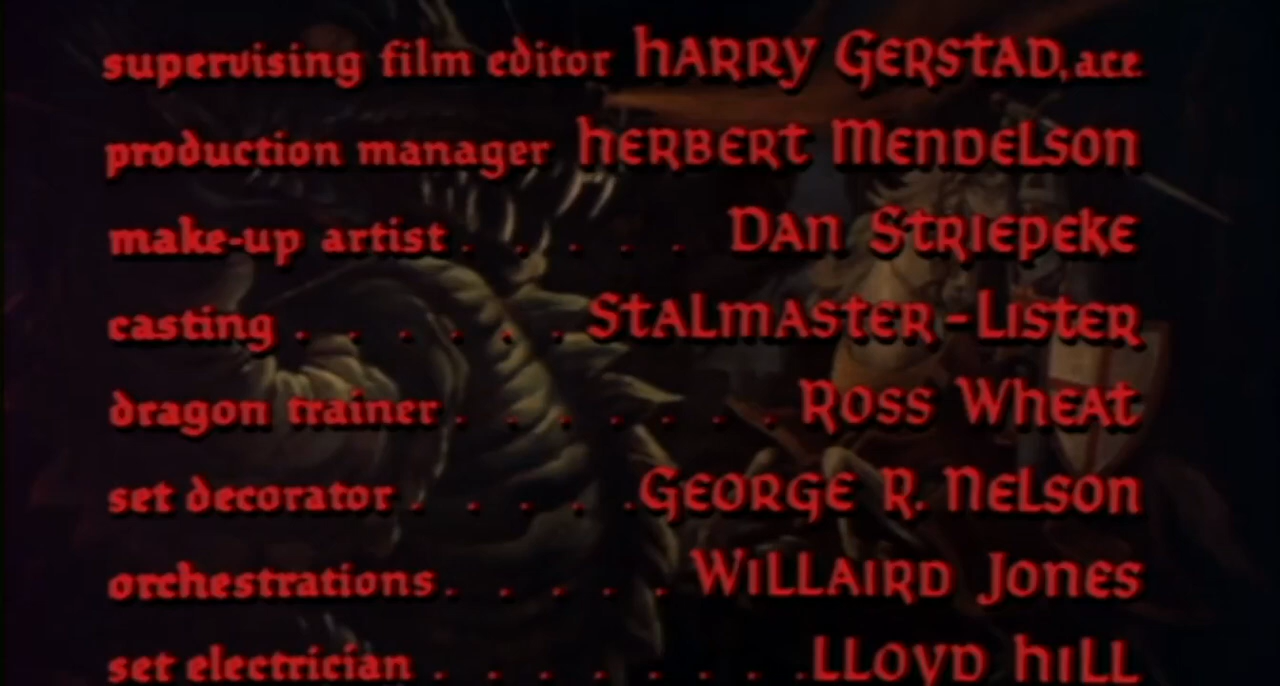 supervising film editor HARRY GERSTAD, ace
production manager HERBERT MENDELSON
make-up artist . . . . . DAN STRIEPEKE
casting . . . . . . STALMASTER-LISTER
dragon trainer . . . . . . . ROSS WHEAT
set decorator . . . . . GEORGE R. NELSON
orchestrations . . . . . WILLAIRD JONES
set electrician . . . . . . . . LLOYD HILL